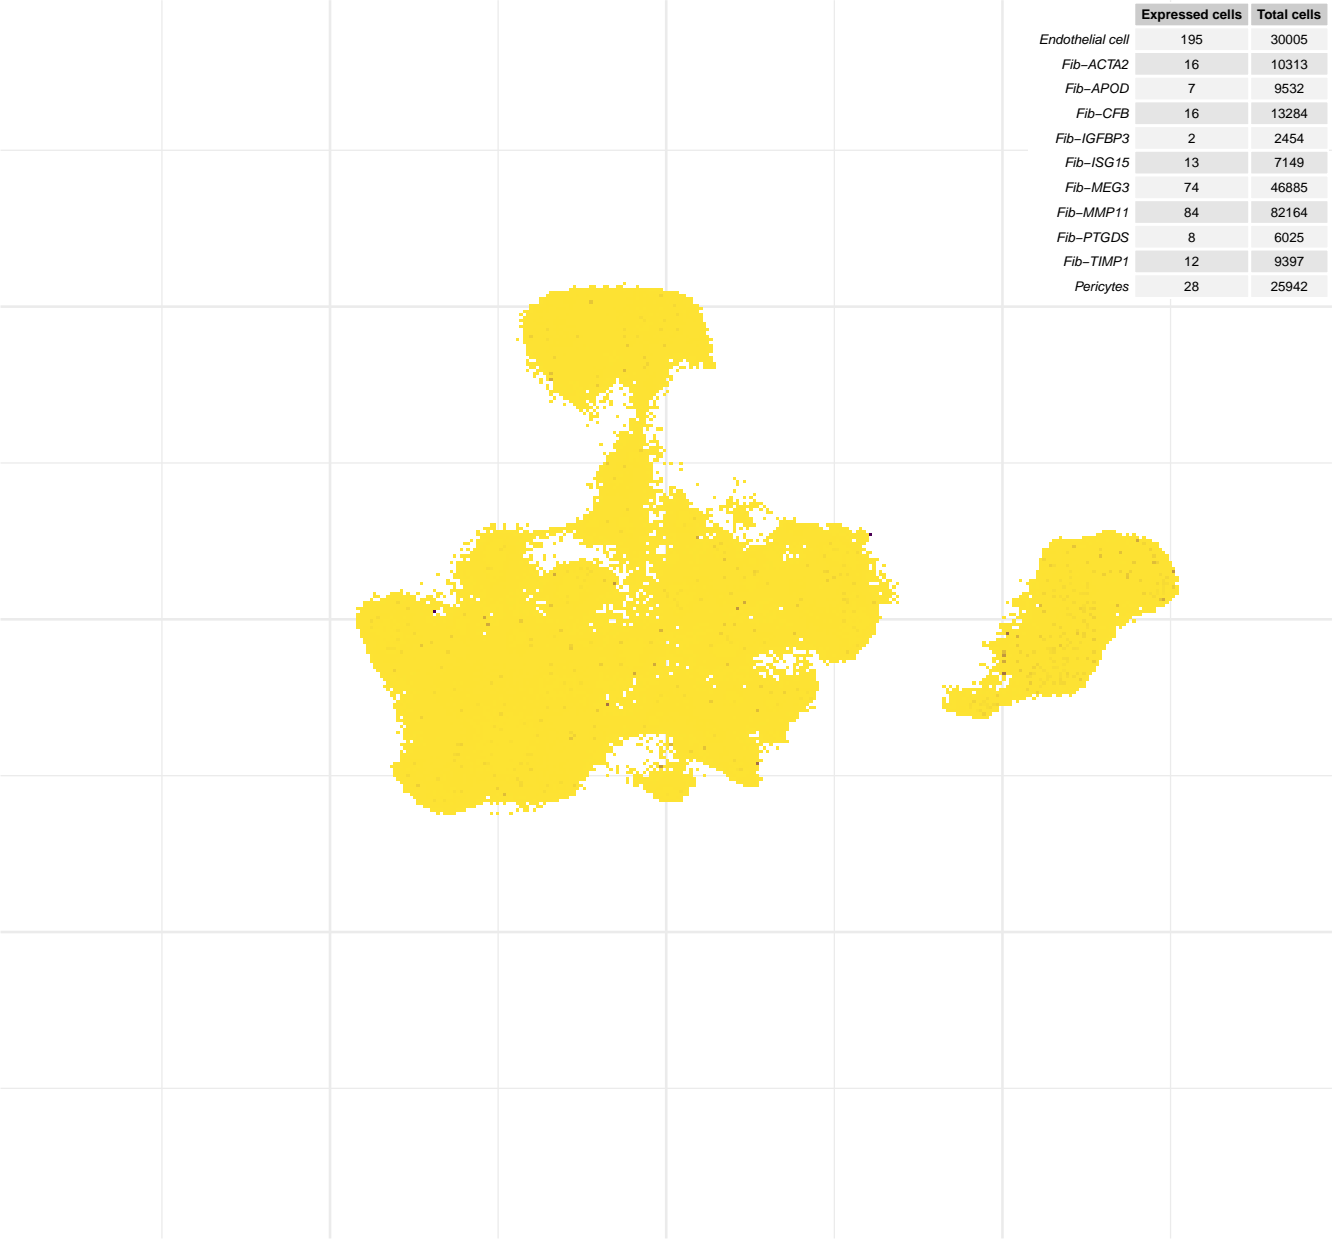 Expressed cells Total cells
Endothelial cell 195 30005
Fib−ACTA2 16 10313
Fib−APOD 7 9532
Fib−CFB 16 13284
Fib−IGFBP3 2 2454
Fib−ISG15 13 7149
Fib−MEG3 74 46885
Fib−MMP11 84 82164
Fib−PTGDS 8 6025
Fib−TIMP1 12 9397
Pericytes 28 25942